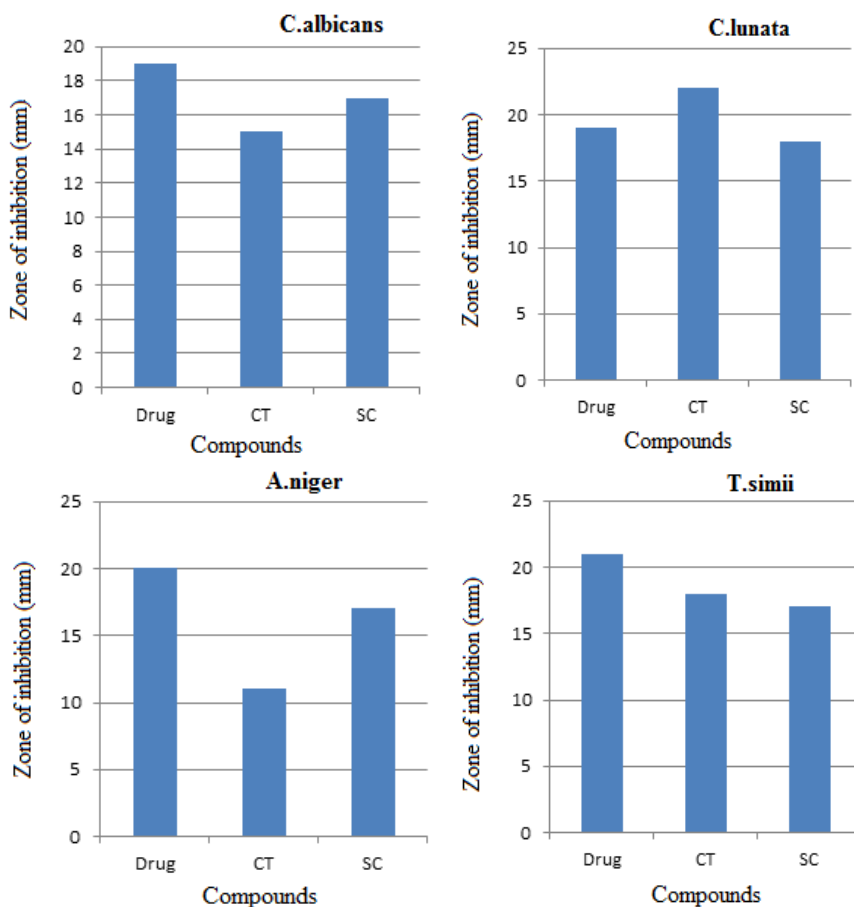 C.albicans
Zone of inhibition (mm)
20
18
16
14
12
10
8
6
4
2
0
Drug CT SC
Compounds
C.lunata
Zone of inhibition (mm)
25
20
15
10
5
0
Drug CT SC
Compounds
A.niger
Zone of inhibition (mm)
25
20
15
10
5
0
Drug CT SC
Compounds
T.simii
Zone of inhibition (mm)
25
20
15
10
5
0
Drug CT SC
Compounds